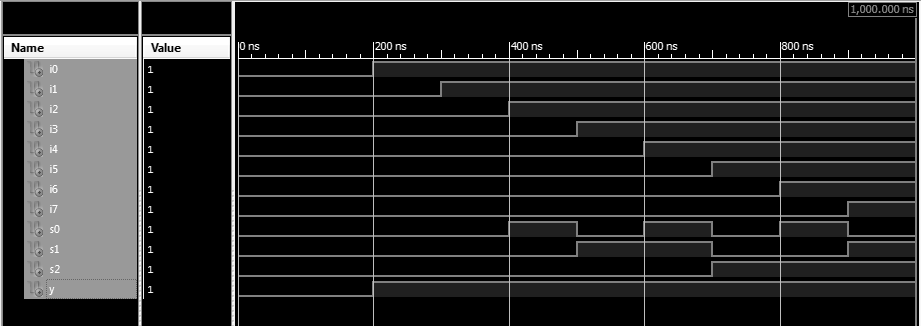 1,000.000 ns
Name Value 0 ns 200 ns 400 ns 600 ns 800 ns
i0 1
i1 1
i2 1
i3 1
i4 1
i5 1
i6 1
i7 1
s0 1
s1 1
s2 1
y 1